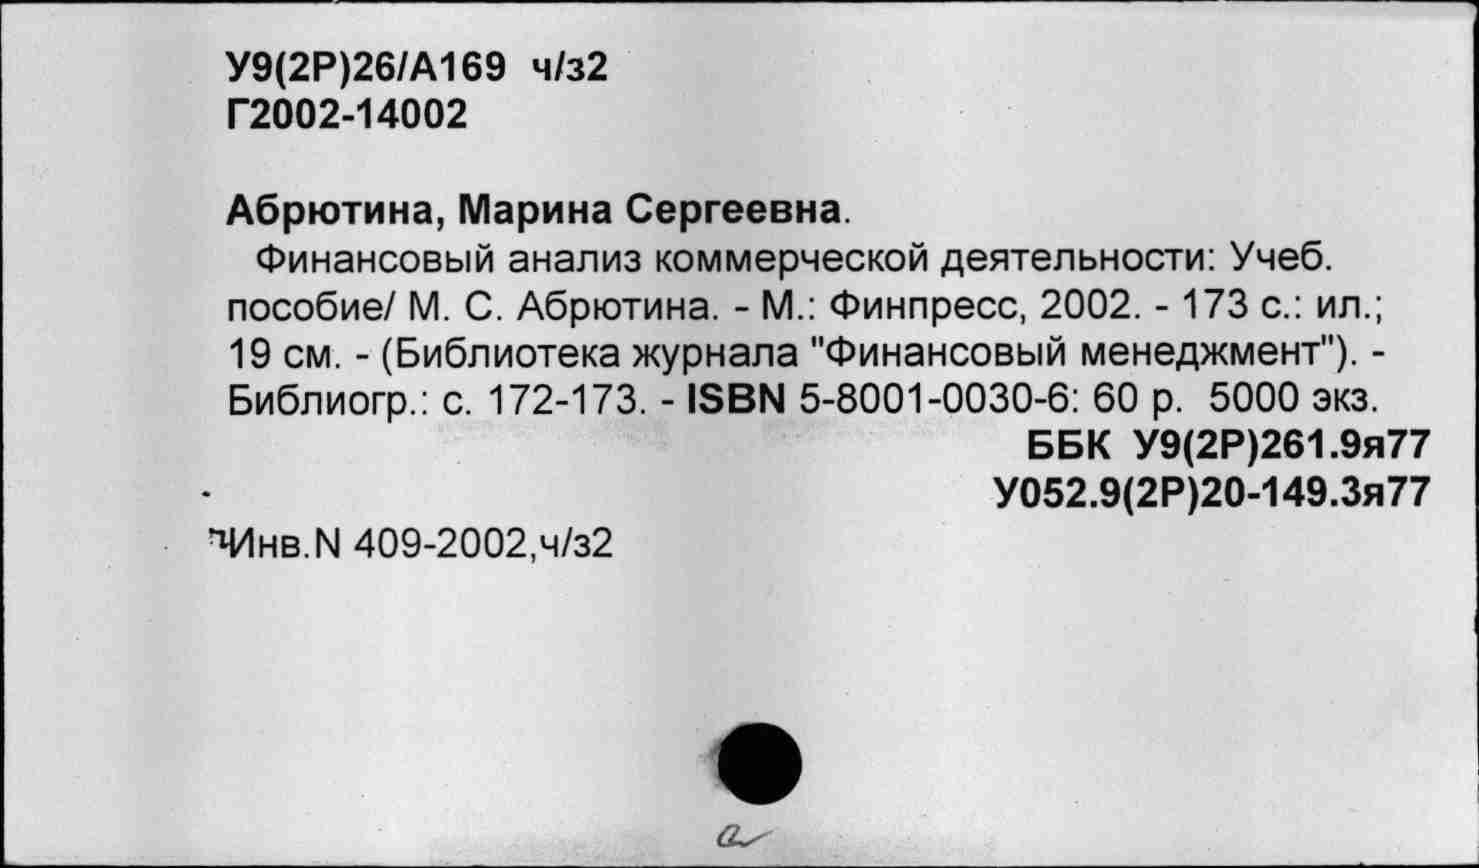 У9(2Р)26/А169 ч/з2
Г2002-14002
Абрютина, Марина Сергеевна.
Финансовый анализ коммерческой деятельности: Учеб.
пособие/ М. С. Абрютина. - М.: Финпресс, 2002. - 173 с.: ил.;
19 см. - (Библиотека журнала "Финансовый менеджмент"). -
Библиогр.: с. 172-173. - ISBN 5-8001-0030-6: 60 р. 5000 экз.
ББК У9(2Р)261.9я77
У052.9(2Р)20-149.3я77
Инв.N 409-2002,ч/з2